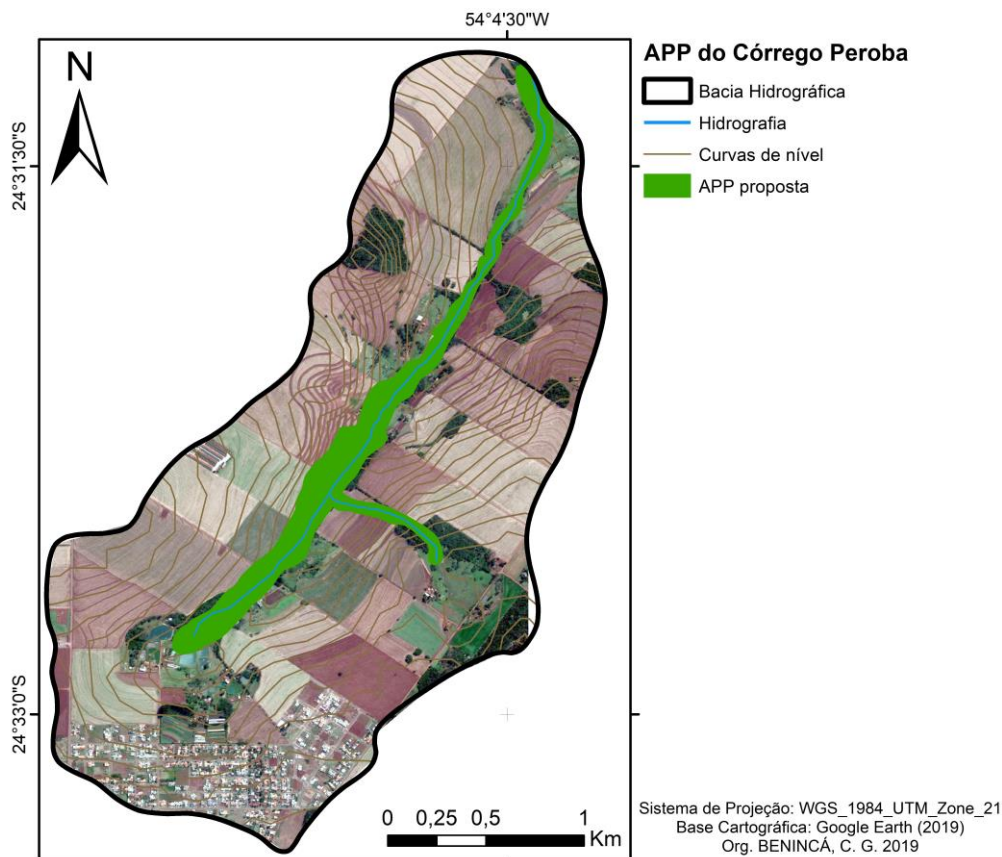 54°4'30"W
N
24°31'30"S
24°33'0"S
0 0,25 0,5 1
Km
APP do Córrego Peroba
Bacia Hidrográfica
Hidrografia
Curvas de nível
APP proposta
Sistema de Projeção: WGS_1984_UTM_Zone_21
Base Cartográfica: Google Earth (2019)
Org. BENINCÁ, C. G. 2019